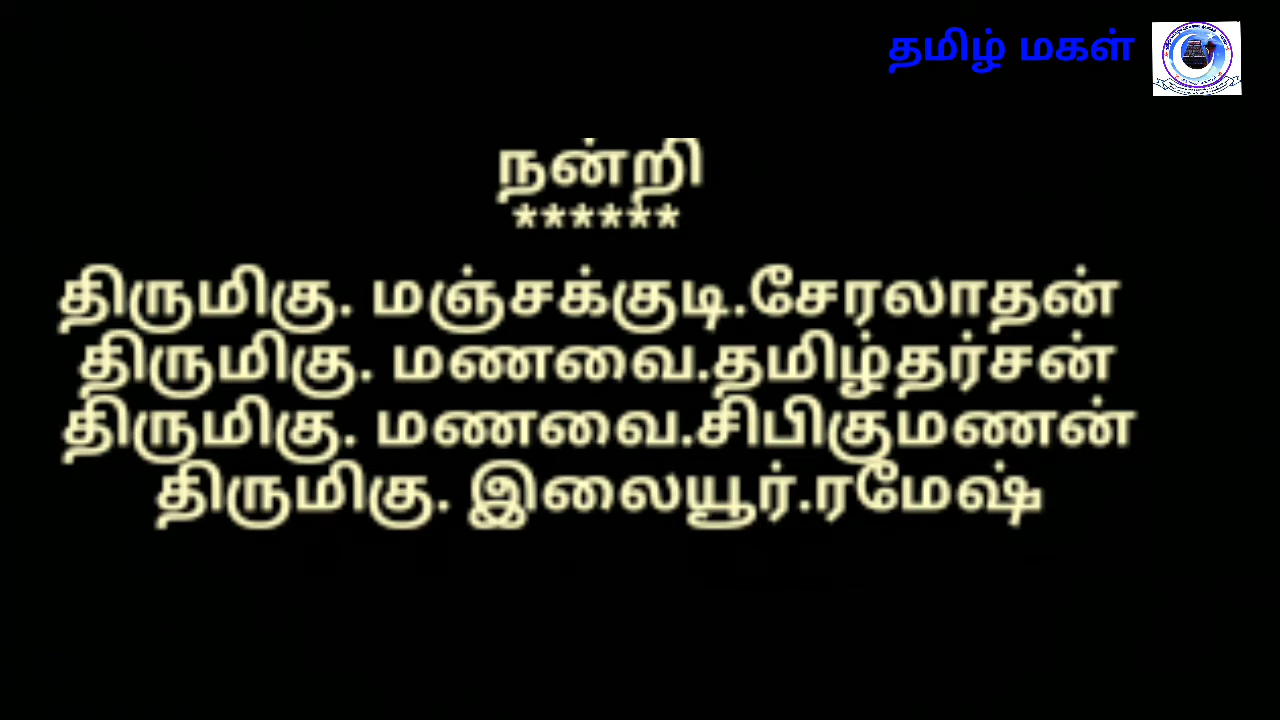 தமிழ் மகள்
நன்றி
******
திருமிகு. மஞ்சக்குடி.சேரலாதன்
திருமிகு. மணவை.தமிழ்தர்சன்
திருமிகு. மணவை.சிபிகுமணன்
திருமிகு. இலையூர்.ரமேஷ்